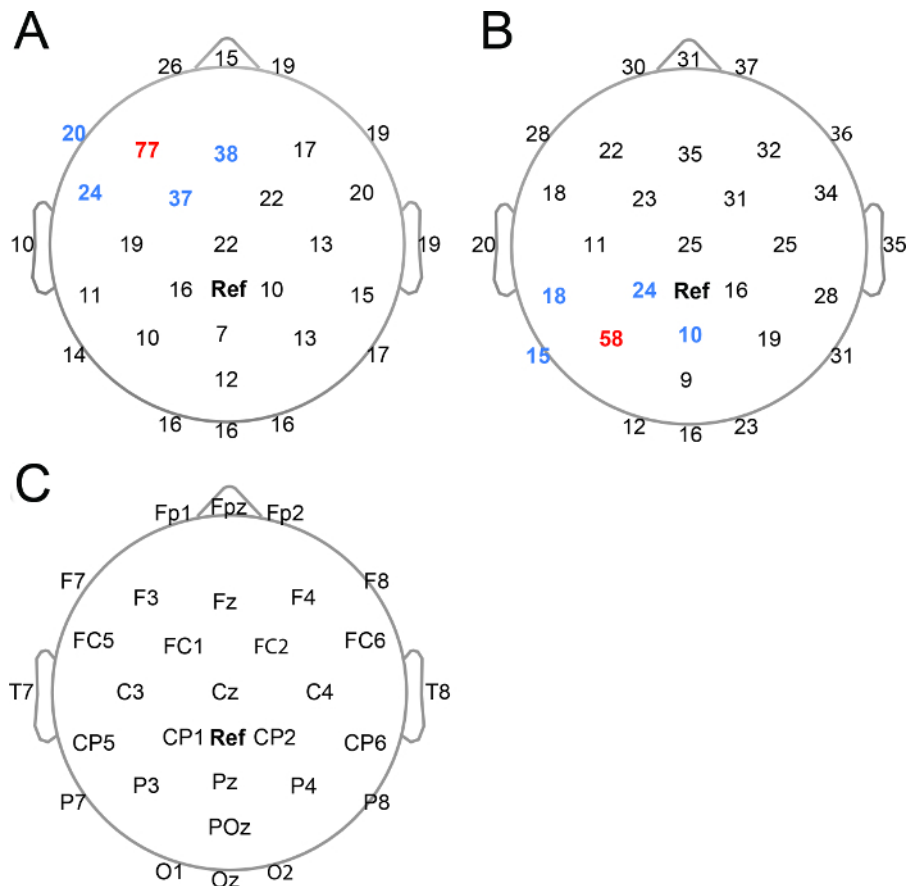 A
B
26 15 19
30 31 37
20 77 38 17 19
28 22 35 32 36
24 37 22 20
18 23 31 34
10 19 22 13 19
20 11 25 25 35
11 16 Ref 10 15
18 24 Ref 16 28
14 10 7 13 17
15 58 10 19 31
12
9
16 16 16
12 16 23
C
Fp1 Fpz Fp2
F7 F3 Fz F4 F8
FC5 FC1 FC2 FC6
T7 C3 Cz C4 T8
CP5 CP1 Ref CP2 CP6
P7 P3 Pz P4 P8
POz
O1 Oz O2